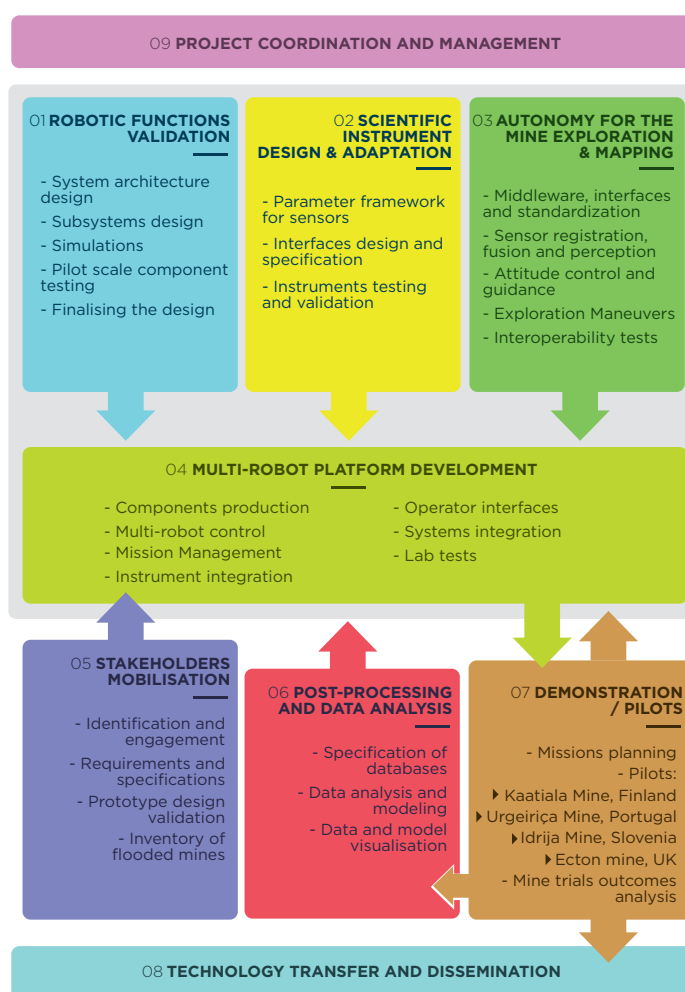 09 PROJECT COORDINATION AND MANAGEMENT
01 ROBOTIC FUNCTIONS
VALIDATION
- System architecture
design
- Subsystems design
- Simulations
- Pilot scale component
testing
- Finalising the design
02 SCIENTIFIC
INSTRUMENT
DESIGN & ADAPTATION
- Parameter framework
for sensors
- Interfaces design and
specification
- Instruments testing
and validation
03 AUTONOMY FOR THE
MINE EXPLORATION
& MAPPING
- Middleware, interfaces
and standardization
- Sensor registration,
fusion and perception
- Attitude control and
guidance
- Exploration Maneuvers
- Interoperability tests
04 MULTI-ROBOT PLATFORM DEVELOPMENT
- Components production
- Multi-robot control
- Mission Management
- Instrument integration
- Operator interfaces
- Systems integration
- Lab tests
05 STAKEHOLDERS
MOBILISATION
- Identification and
engagement
- Requirements and
specifications
- Prototype design
validation
- Inventory of
flooded mines
06 POST-PROCESSING
AND DATA ANALYSIS
- Specification of
databases
- Data analysis and
modeling
- Data and model
visualisation
07 DEMONSTRATION
/ PILOTS
- Missions planning
- Pilots:
Kaatiala Mine, Finland
Urgeiriça Mine, Portugal
Idrija Mine, Slovenia
Ecton mine, UK
- Mine trials outcomes
analysis
08 TECHNOLOGY TRANSFER AND DISSEMINATION